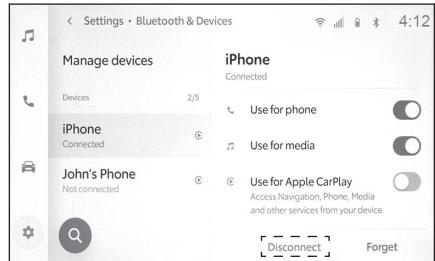 < Settings • Bluetooth & Devices
4:12
Manage devices
Devices 2/5
iPhone
Connected
John's Phone
Not connected
iPhone
Connected
Use for phone
Use for media
Use for Apple CarPlay
Access Navigation, Phone, Media
and other services from your device
Disconnect Forget